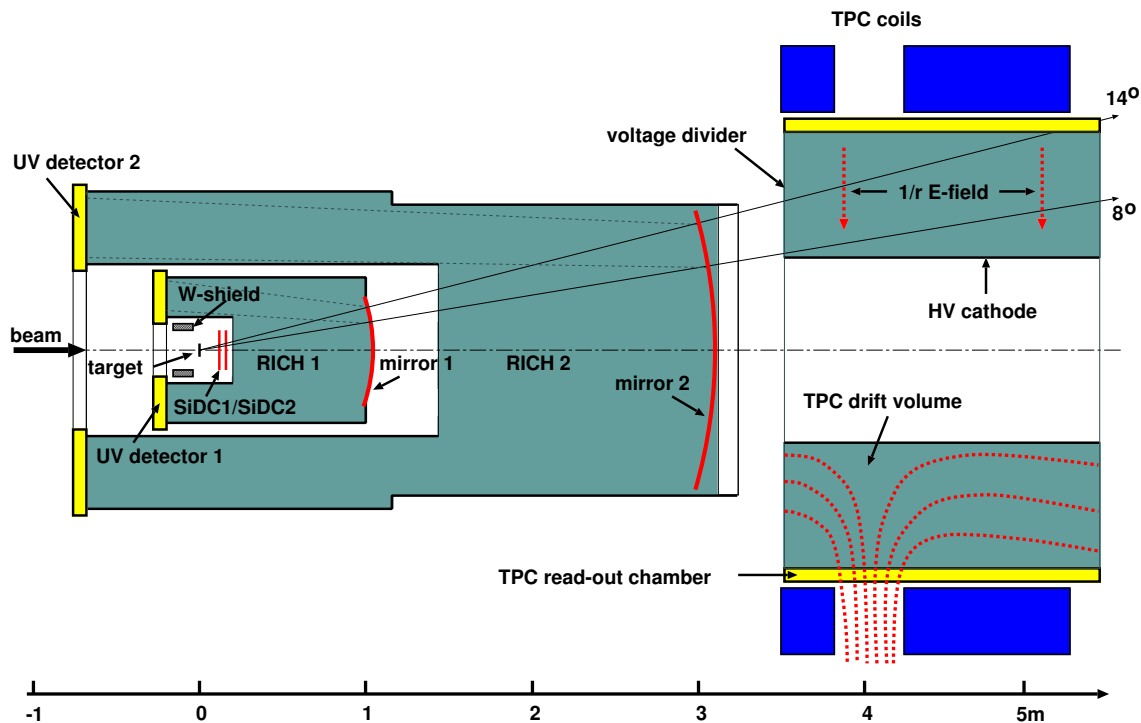 TPC coils
14o
voltage divider
UV detector 2
1/r E-field
8o
W-shield
HV cathode
beam
target
RICH 1
mirror 1
RICH 2
mirror 2
SiDC1/SiDC2
TPC drift volume
UV detector 1
TPC read-out chamber
-1
0
1
2
3
4
5m